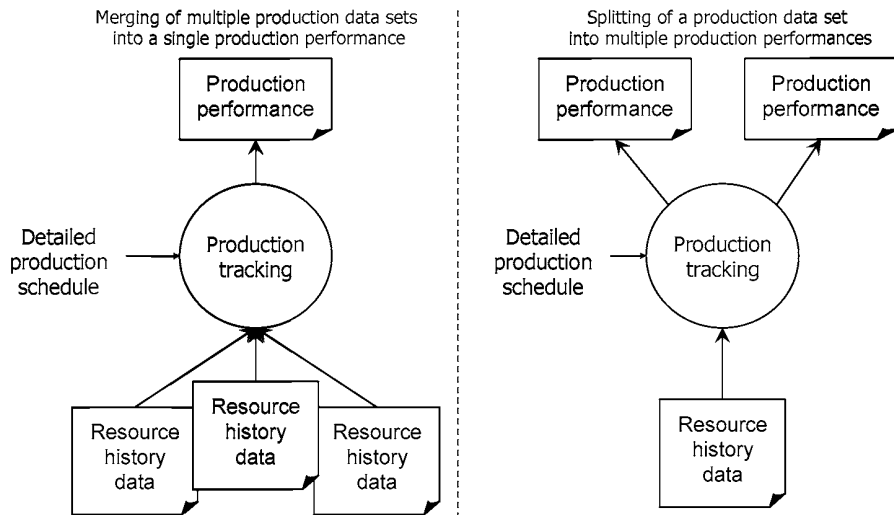 Merging of multiple production data sets
into a single production performance
Production
performance
Detailed
production
schedule
Production
tracking
Resource
history
data
Resource
history
data
Resource
history
data
Splitting of a production data set
into multiple production performances
Production
performance
Production
performance
Detailed
production
schedule
Production
tracking
Resource
history
data